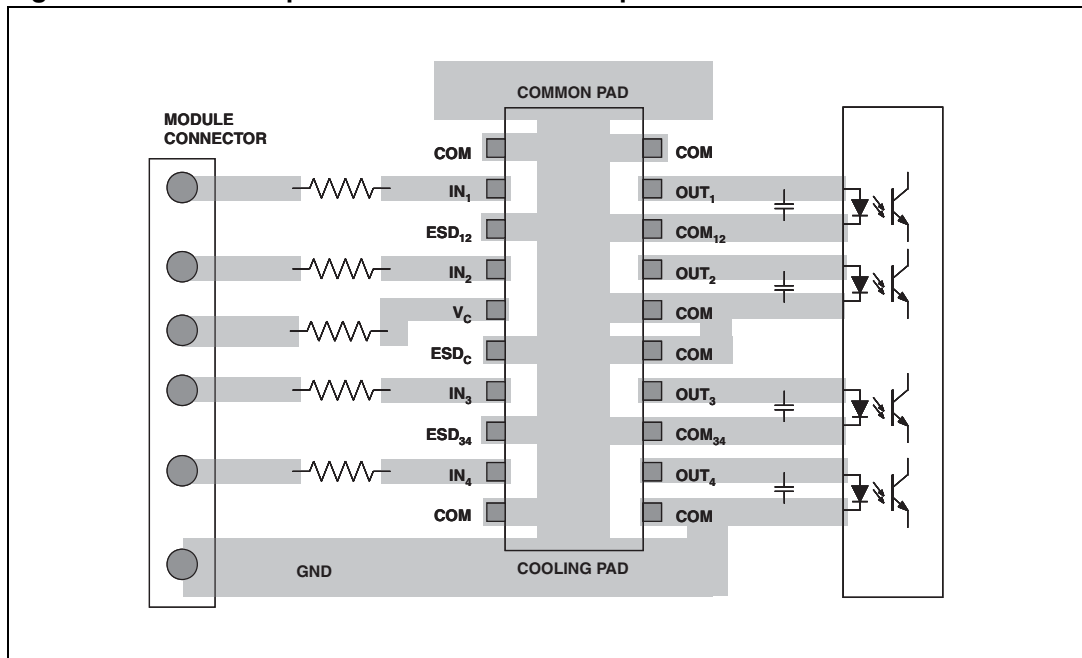 COMMON PAD
MODULE
CONNECTOR
COM
COM
IN1
OUT1
ESD12
COM12
IN2
OUT2
VC
COM
ESDC
COM
IN3
OUT3
ESD34
COM34
IN4
OUT4
COM
COM
GND
COOLING PAD